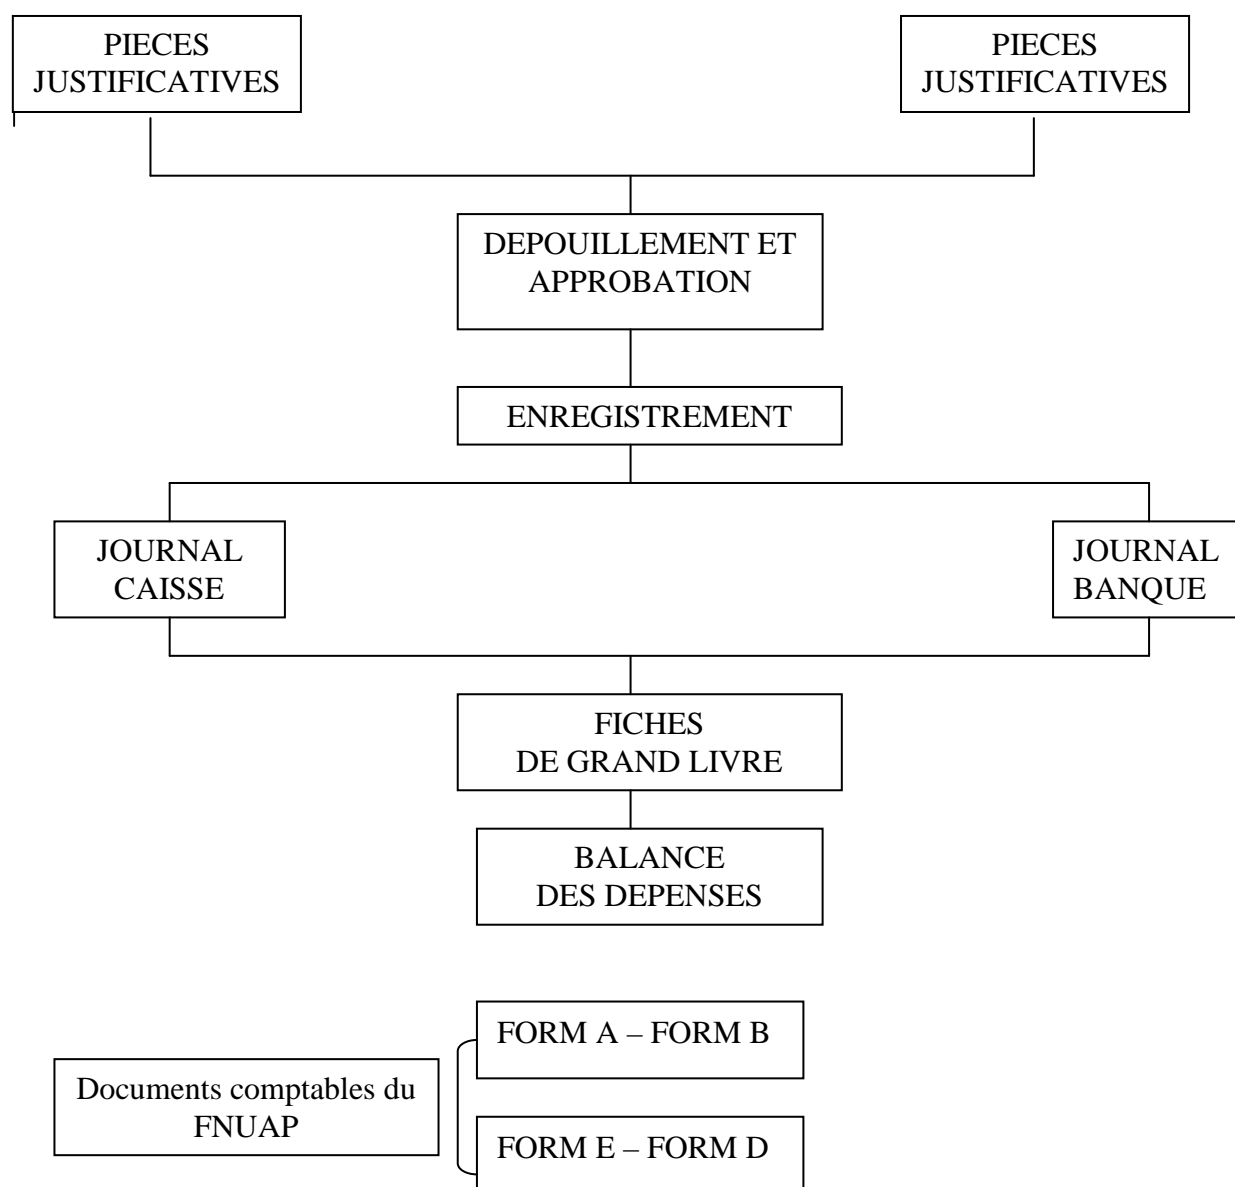 PIECES
JUSTIFICATIVES
PIECES
JUSTIFICATIVES
DEPOUILLEMENT ET
APPROBATION
ENREGISTREMENT
JOURNAL
CAISSE
JOURNAL
BANQUE
FICHES
DE GRAND LIVRE
BALANCE
DES DEPENSES
FORM A – FORM B
Documents comptables du
FNUAP
FORM E – FORM D